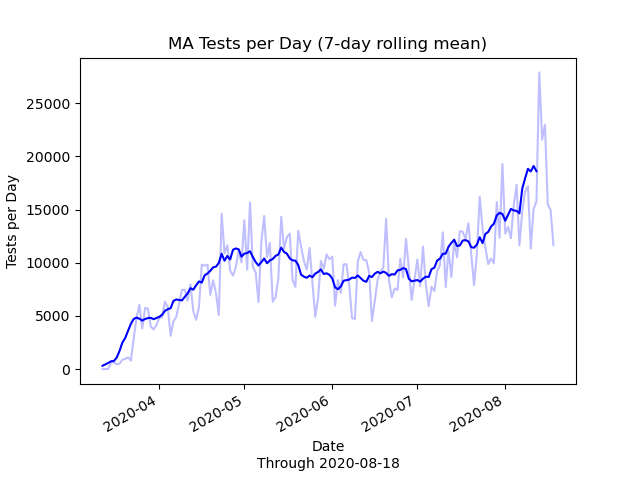 MA Tests per Day (7-day rolling mean)
Tests per Day
25000
20000
15000
10000
5000
0
2020-04
2020-05
2020-06
2020-07
2020-08
Date
Through 2020-08-18